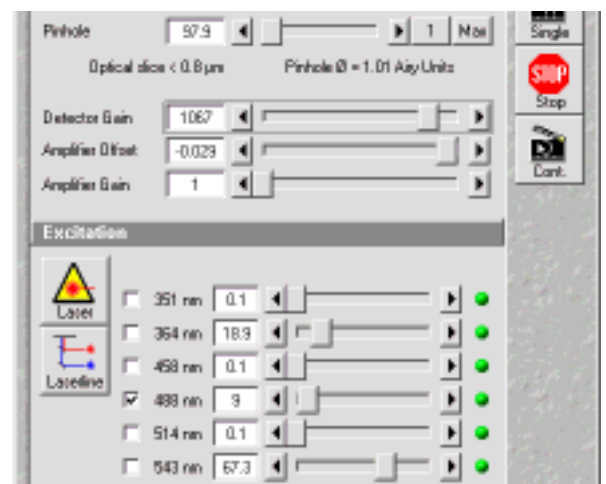 Pinhole 97.9 1 Max
Single
Optical slice < 0.8 µm Pinhole Ø = 1.01 Airy Units
STOP
Stop
Detector Gain 1067
Amplifier Offset -0.029
Amplifier Gain 1
Cont.
Excitation
Laser
351 nm 0.1
364 nm 18.9
Laserline
458 nm 0.1
488 nm 9
514 nm 0.1
543 nm 67.3